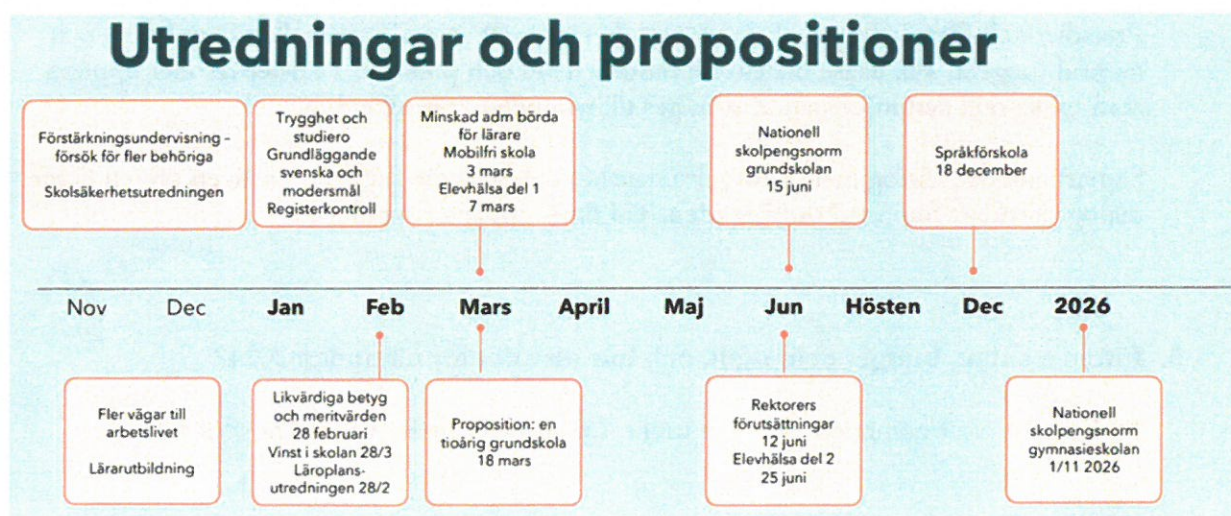 Utredningar och propositioner
Förstärkningsundervisning –
försök för fler behöriga
Skolsäkerhetsutredningen
Trygghet och
studiero
Grundläggande
svenska och
modersmål
Registerkontroll
Minskad adm börda
för lärare
Mobilfri skola
3 mars
Elevhälsa del 1
7 mars
Nationell
skolpengsnorm
grundskolan
15 juni
Språkförskola
18 december
Nov Dec Jan Feb Mars April Maj Jun Hösten Dec 2026
Fler vägar till
arbetslivet
Lärarutbildning
Likvärdiga betyg
och meritvärden
28 februari
Vinst i skolan 28/3
Läroplans-
utredningen 28/2
Proposition: en
tioårig grundskola
18 mars
Rektorers
förutsättningar
12 juni
Elevhälsa del 2
25 juni
Nationell
skolpengsnorm
gymnasieskolan
1/11 2026